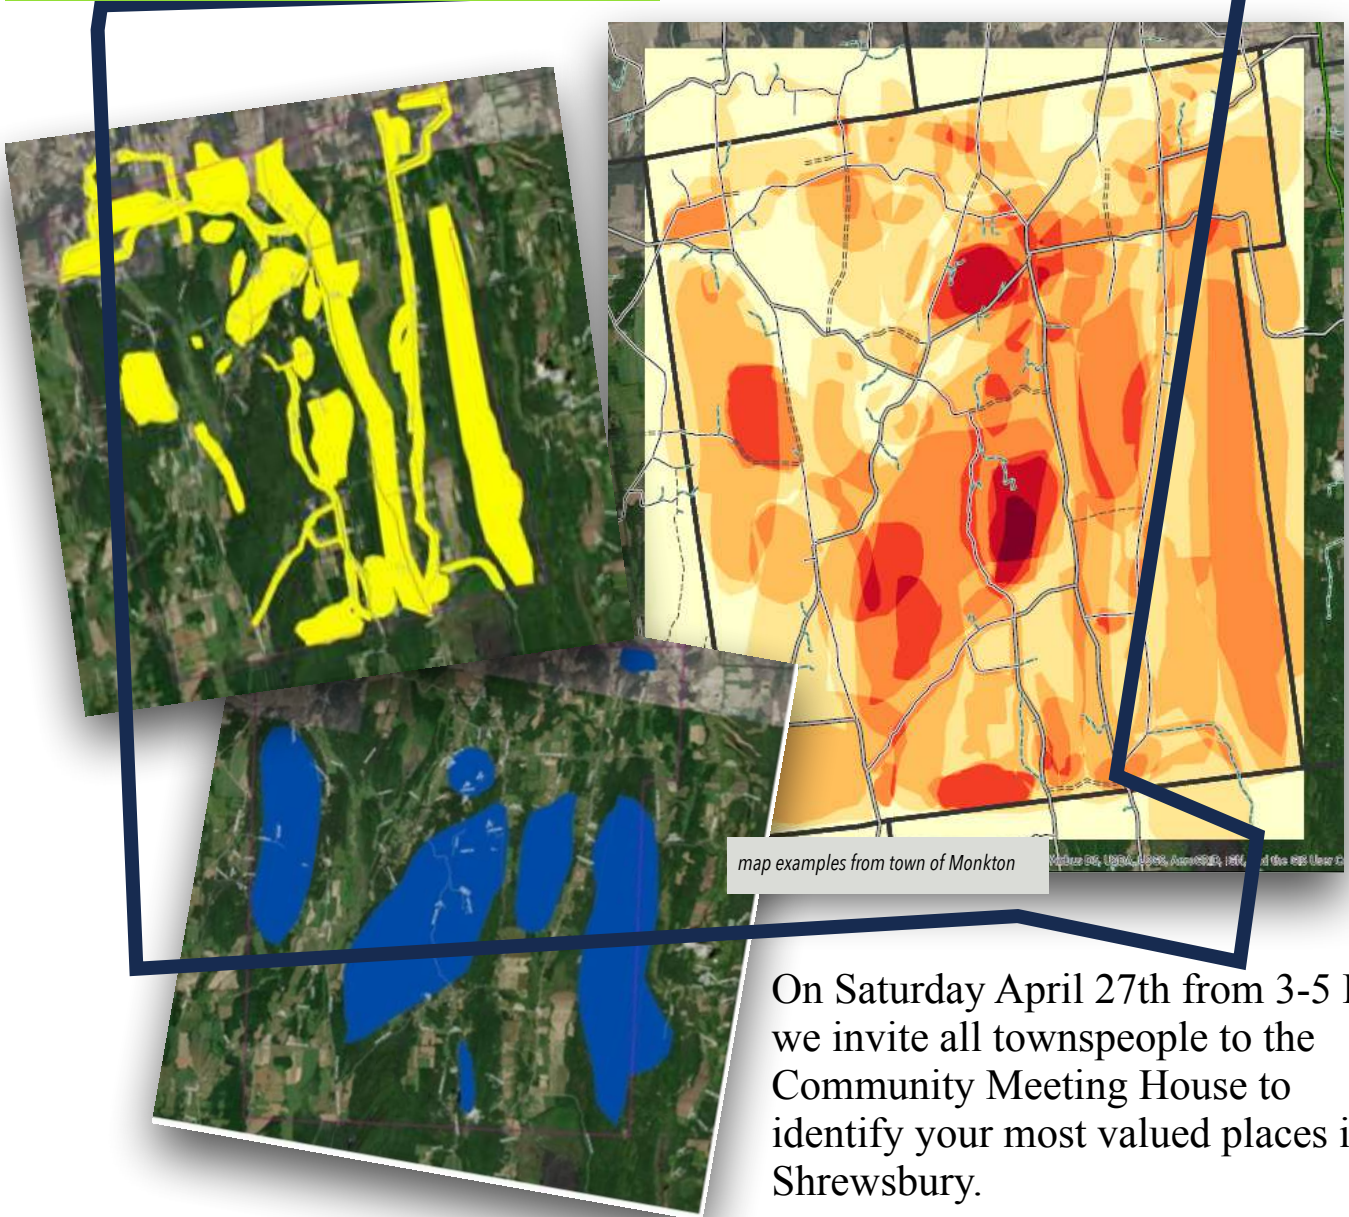 map examples from town of Monkton
On Saturday April 27th from 3-5
we invite all townspeople to the
Community Meeting House to
identify your most valued places
Shrewsbury.